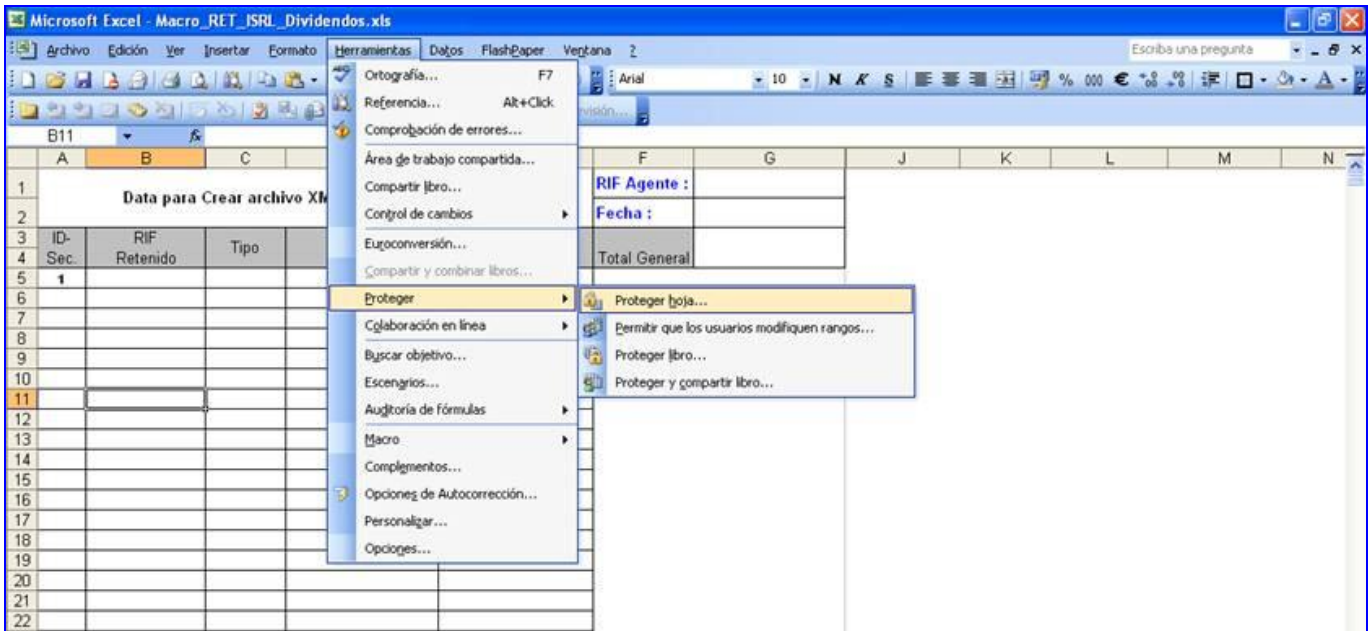 Microsoft Excel - Macro_RET_ISRL_Dividendos.xls
Archivo Edición Ver Insertar Formato Herramientas Datos FlashPaper Ventana ? Escriba una pregunta
Arial 10 N K S % 000 €
B11 fx
A B C F G J K L M N
Ortografía... F7
Referencia... Alt+Click
Comprobación de errores...
Área de trabajo compartida...
Compartir libro...
Control de cambios
Euroconversión...
Compartir y combinar libros...
Proteger
Colaboración en línea
Buscar objetivo...
Escenarios...
Auditoría de fórmulas
Macro
Complementos...
Opciones de Autocorrección...
Personalizar...
Opciones...
Proteger hoja...
Permitir que los usuarios modifiquen rangos...
Proteger libro...
Proteger y compartir libro...
1 Data para Crear archivo RIF Agente :
2 Fecha :
3 ID- RIF Tipo
4 Sec. Retenido Total General
5 1
6
7
8
9
10
11
12
13
14
15
16
17
18
19
20
21
22